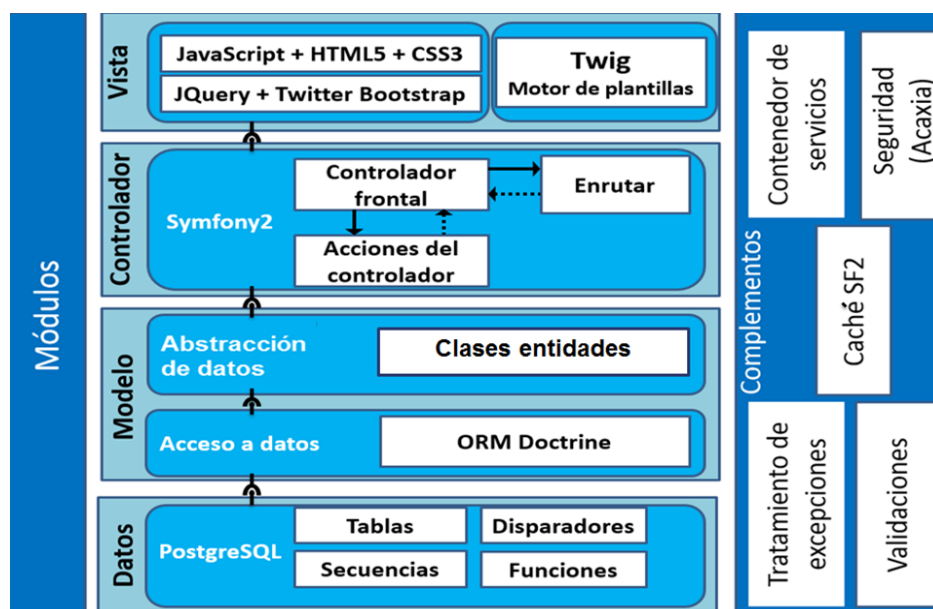 Módulos
Vista
JavaScript + HTML5 + CSS3
JQuery + Twitter Bootstrap
Twig
Motor de plantillas
Controlador
Symfony2
Controlador
frontal
Enrutar
Acciones del
controlador
Modelo
Abstracción
de datos
Clases entidades
Acceso a datos
ORM Doctrine
Datos
PostgreSQL
Tablas
Disparadores
Secuencias
Funciones
Complementos
Contenedor de
servicios
Seguridad
(Acaxia)
Caché SF2
Tratamiento de
excepciones
Validaciones